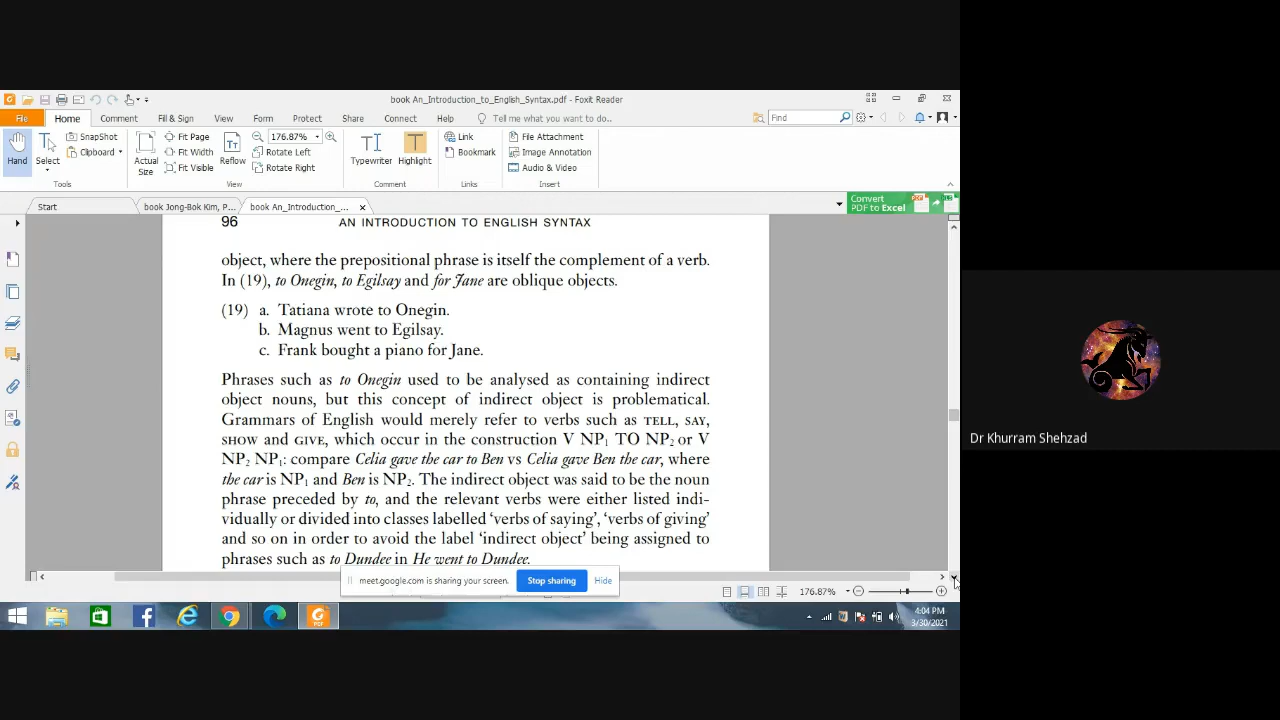 book An_Introduction_to_English_Syntax.pdf - Foxit Reader
File Home Comment Fill & Sign View Form Protect Share Connect Help Tell me what you want to do.. Find
Hand
Select
SnapShot
Clipboard
Actual Size
Fit Page
Fit Width
Fit Visible
Reflow
176.87%
Rotate Left
Rotate Right
Typewriter
Highlight
Link
Bookmark
File Attachment
Image Annotation
Audio & Video
Tools View Comment Links Insert
Start book Jong-Bok Kim, P... book An_Introduction_...
Convert
PDF to Excel
96 AN INTRODUCTION TO ENGLISH SYNTAX
object, where the prepositional phrase is itself the complement of a verb.
In (19), to Onegin, to Egilsay and for Jane are oblique objects.
(19) a. Tatiana wrote to Onegin.
b. Magnus went to Egilsay.
c. Frank bought a piano for Jane.
Phrases such as to Onegin used to be analysed as containing indirect
object nouns, but this concept of indirect object is problematical.
Grammars of English would merely refer to verbs such as TELL, SAY,
SHOW and GIVE, which occur in the construction V NP1 TO NP2 or V
NP2 NP1: compare Celia gave the car to Ben vs Celia gave Ben the car, where
the car is NP1 and Ben is NP2. The indirect object was said to be the noun
phrase preceded by to, and the relevant verbs were either listed indi-
vidually or divided into classes labelled ‘verbs of saying’, ‘verbs of giving’
and so on in order to avoid the label ‘indirect object’ being assigned to
phrases such as to Dundee in He went to Dundee.
meet.google.com is sharing your screen. Stop sharing Hide
176.87%
4:04 PM
3/30/2021
Dr Khurram Shehzad